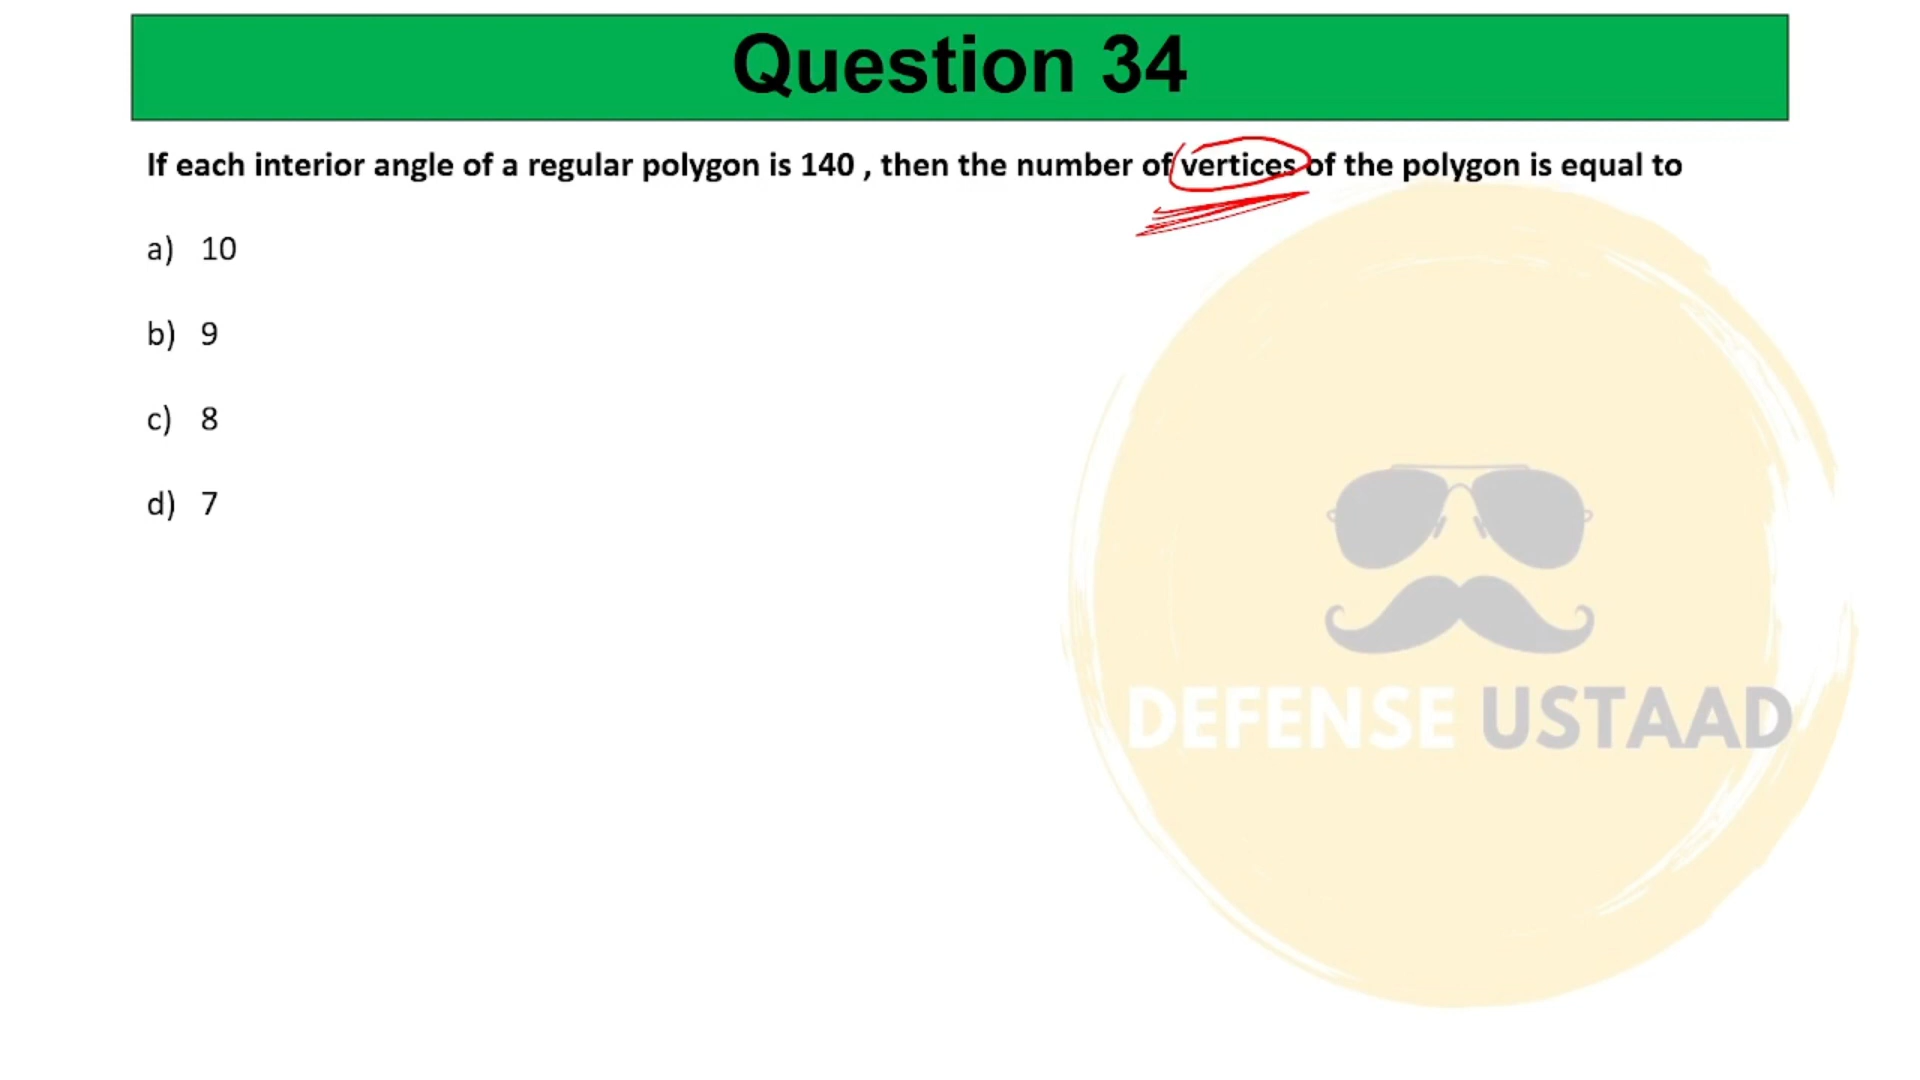 Question 34
If each interior angle of a regular polygon is 140 , then the number of vertices of the polygon is equal to
a) 10
b) 9
c) 8
d) 7
DEFENSE USTAAD